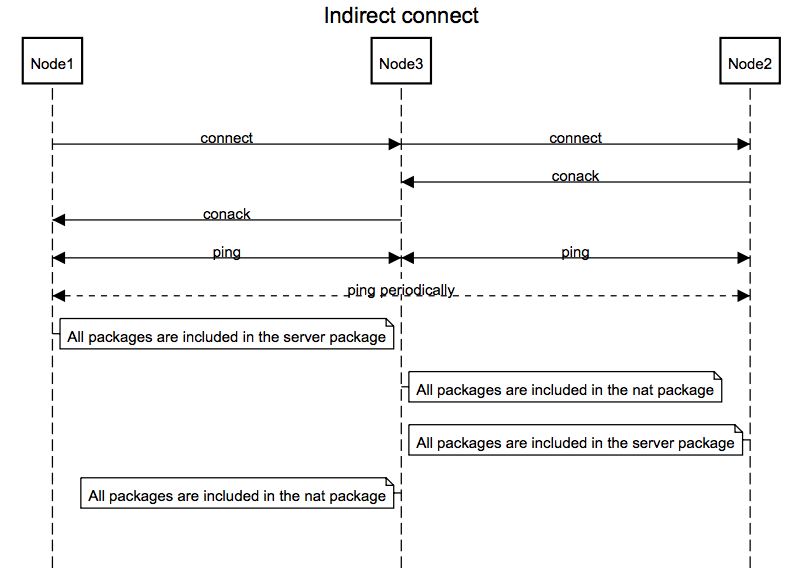 Indirect connect
Node1
Node3
Node2
connect
connect
conack
conack
ping
ping
ping periodically
All packages are included in the server package
All packages are included in the nat package
All packages are included in the server package
All packages are included in the nat package